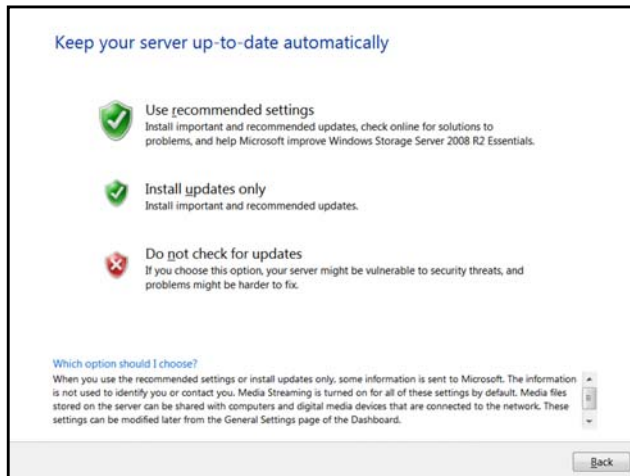 Keep your server up-to-date automatically
Use recommended settings
Install important and recommended updates, check online for solutions to
problems, and help Microsoft improve Windows Storage Server 2008 R2 Essentials.
Install updates only
Install important and recommended updates.
Do not check for updates
If you choose this option, your server might be vulnerable to security threats, and
problems might be harder to fix.
Which option should I choose?
When you use the recommended settings or install updates only, some information is sent to Microsoft. The information
is not used to identify you or contact you. Media Streaming is turned on for all of these settings by default. Media files
stored on the server can be shared with computers and digital media devices that are connected to the network. These
settings can be modified later from the General Settings page of the Dashboard.
Back